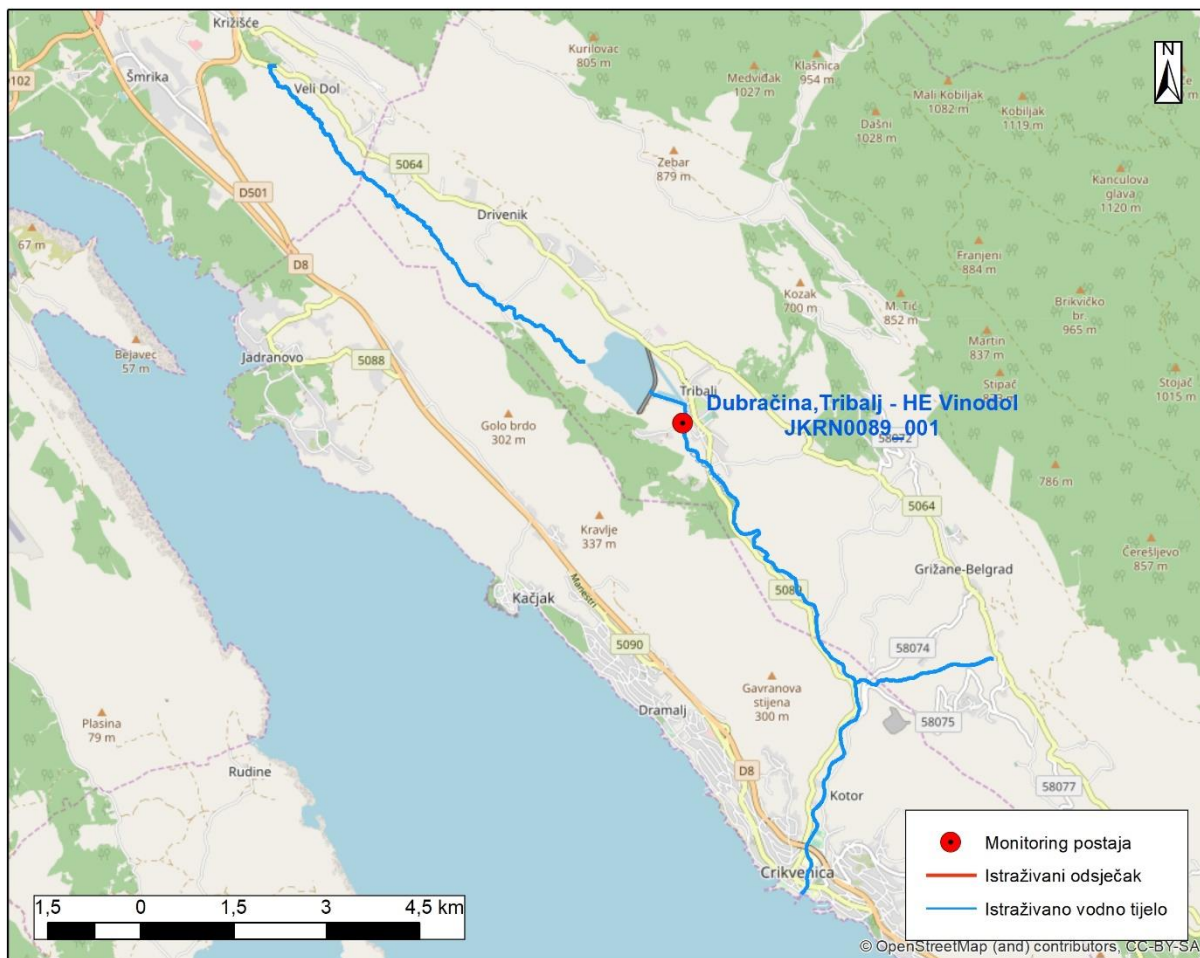 Križišće
Šmrika
D102
Veli Dol
Kurilovac
805 m
Medviđak
1027 m
Klašnica
954 m
Mali Kobiljak
1082 m
Kobiljak
1119 m
N
Dašni
1028 m
Zebar
879 m
Kanculova
glava
1120 m
5064
D501
Drivenik
67 m
D8
Franjeni
884 m
Kozak
700 m
M. Tić
852 m
Brikvičko
br.
965 m
Bejavec
57 m
Jadranovo
5088
Martin
837 m
Stipač
Stojač
1015 m
Tribalj
Dubračina,Tribalj - HE Vinodol
JKRN0089_001
58072
Golo brdo
302 m
786 m
5064
Kravlje
337 m
Čerešljevo
857 m
Grižane-Belgrad
Kačjak
Manestri
5090
58074
Gavranova
stijena
300 m
Dramalj
58075
Plasina
79 m
Rudine
D8
58077
Kotor
Crikvenica
Monitoring postaja
Istraživani odsječak
Istraživano vodno tijelo
1,5 0 1,5 3 4,5 km
© OpenStreetMap (and) contributors, CC-BY-SA